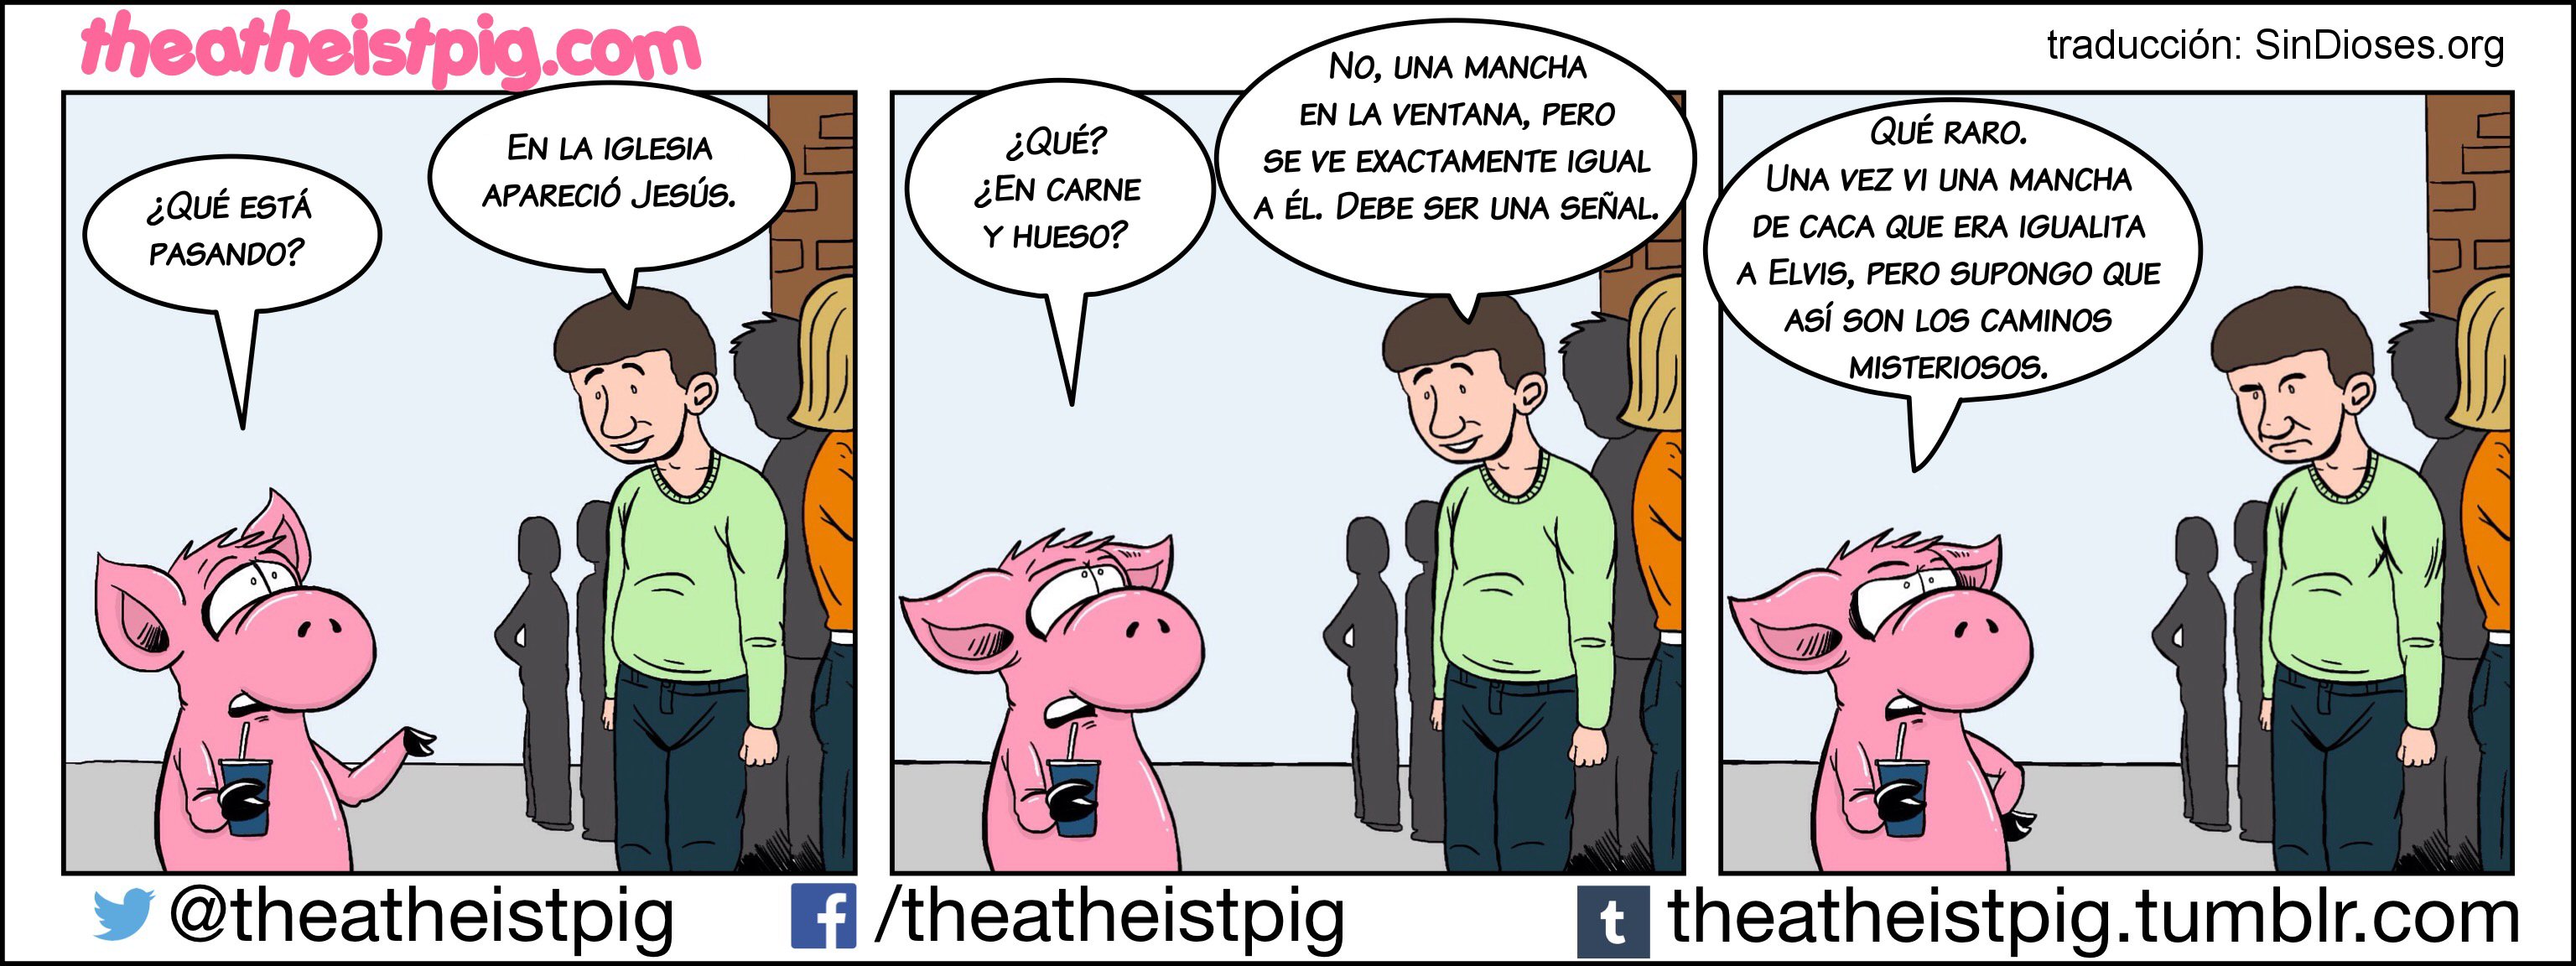 theatheistpig.com
traducción: SinDioses.org
¿QUÉ ESTÁ
PASANDO?
EN LA IGLESIA
APARECIÓ JESÚS.
¿QUÉ?
¿EN CARNE
Y HUESO?
NO, UNA MANCHA
EN LA VENTANA, PERO
SE VE EXACTAMENTE IGUAL
A ÉL. DEBE SER UNA SEÑAL.
QUÉ RARO.
UNA VEZ VI UNA MANCHA
DE CACA QUE ERA IGUALITA
A ELVIS, PERO SUPONGO QUE
ASÍ SON LOS CAMINOS
MISTERIOSOS.
@theatheistpig
/theatheistpig
theatheistpig.tumblr.com